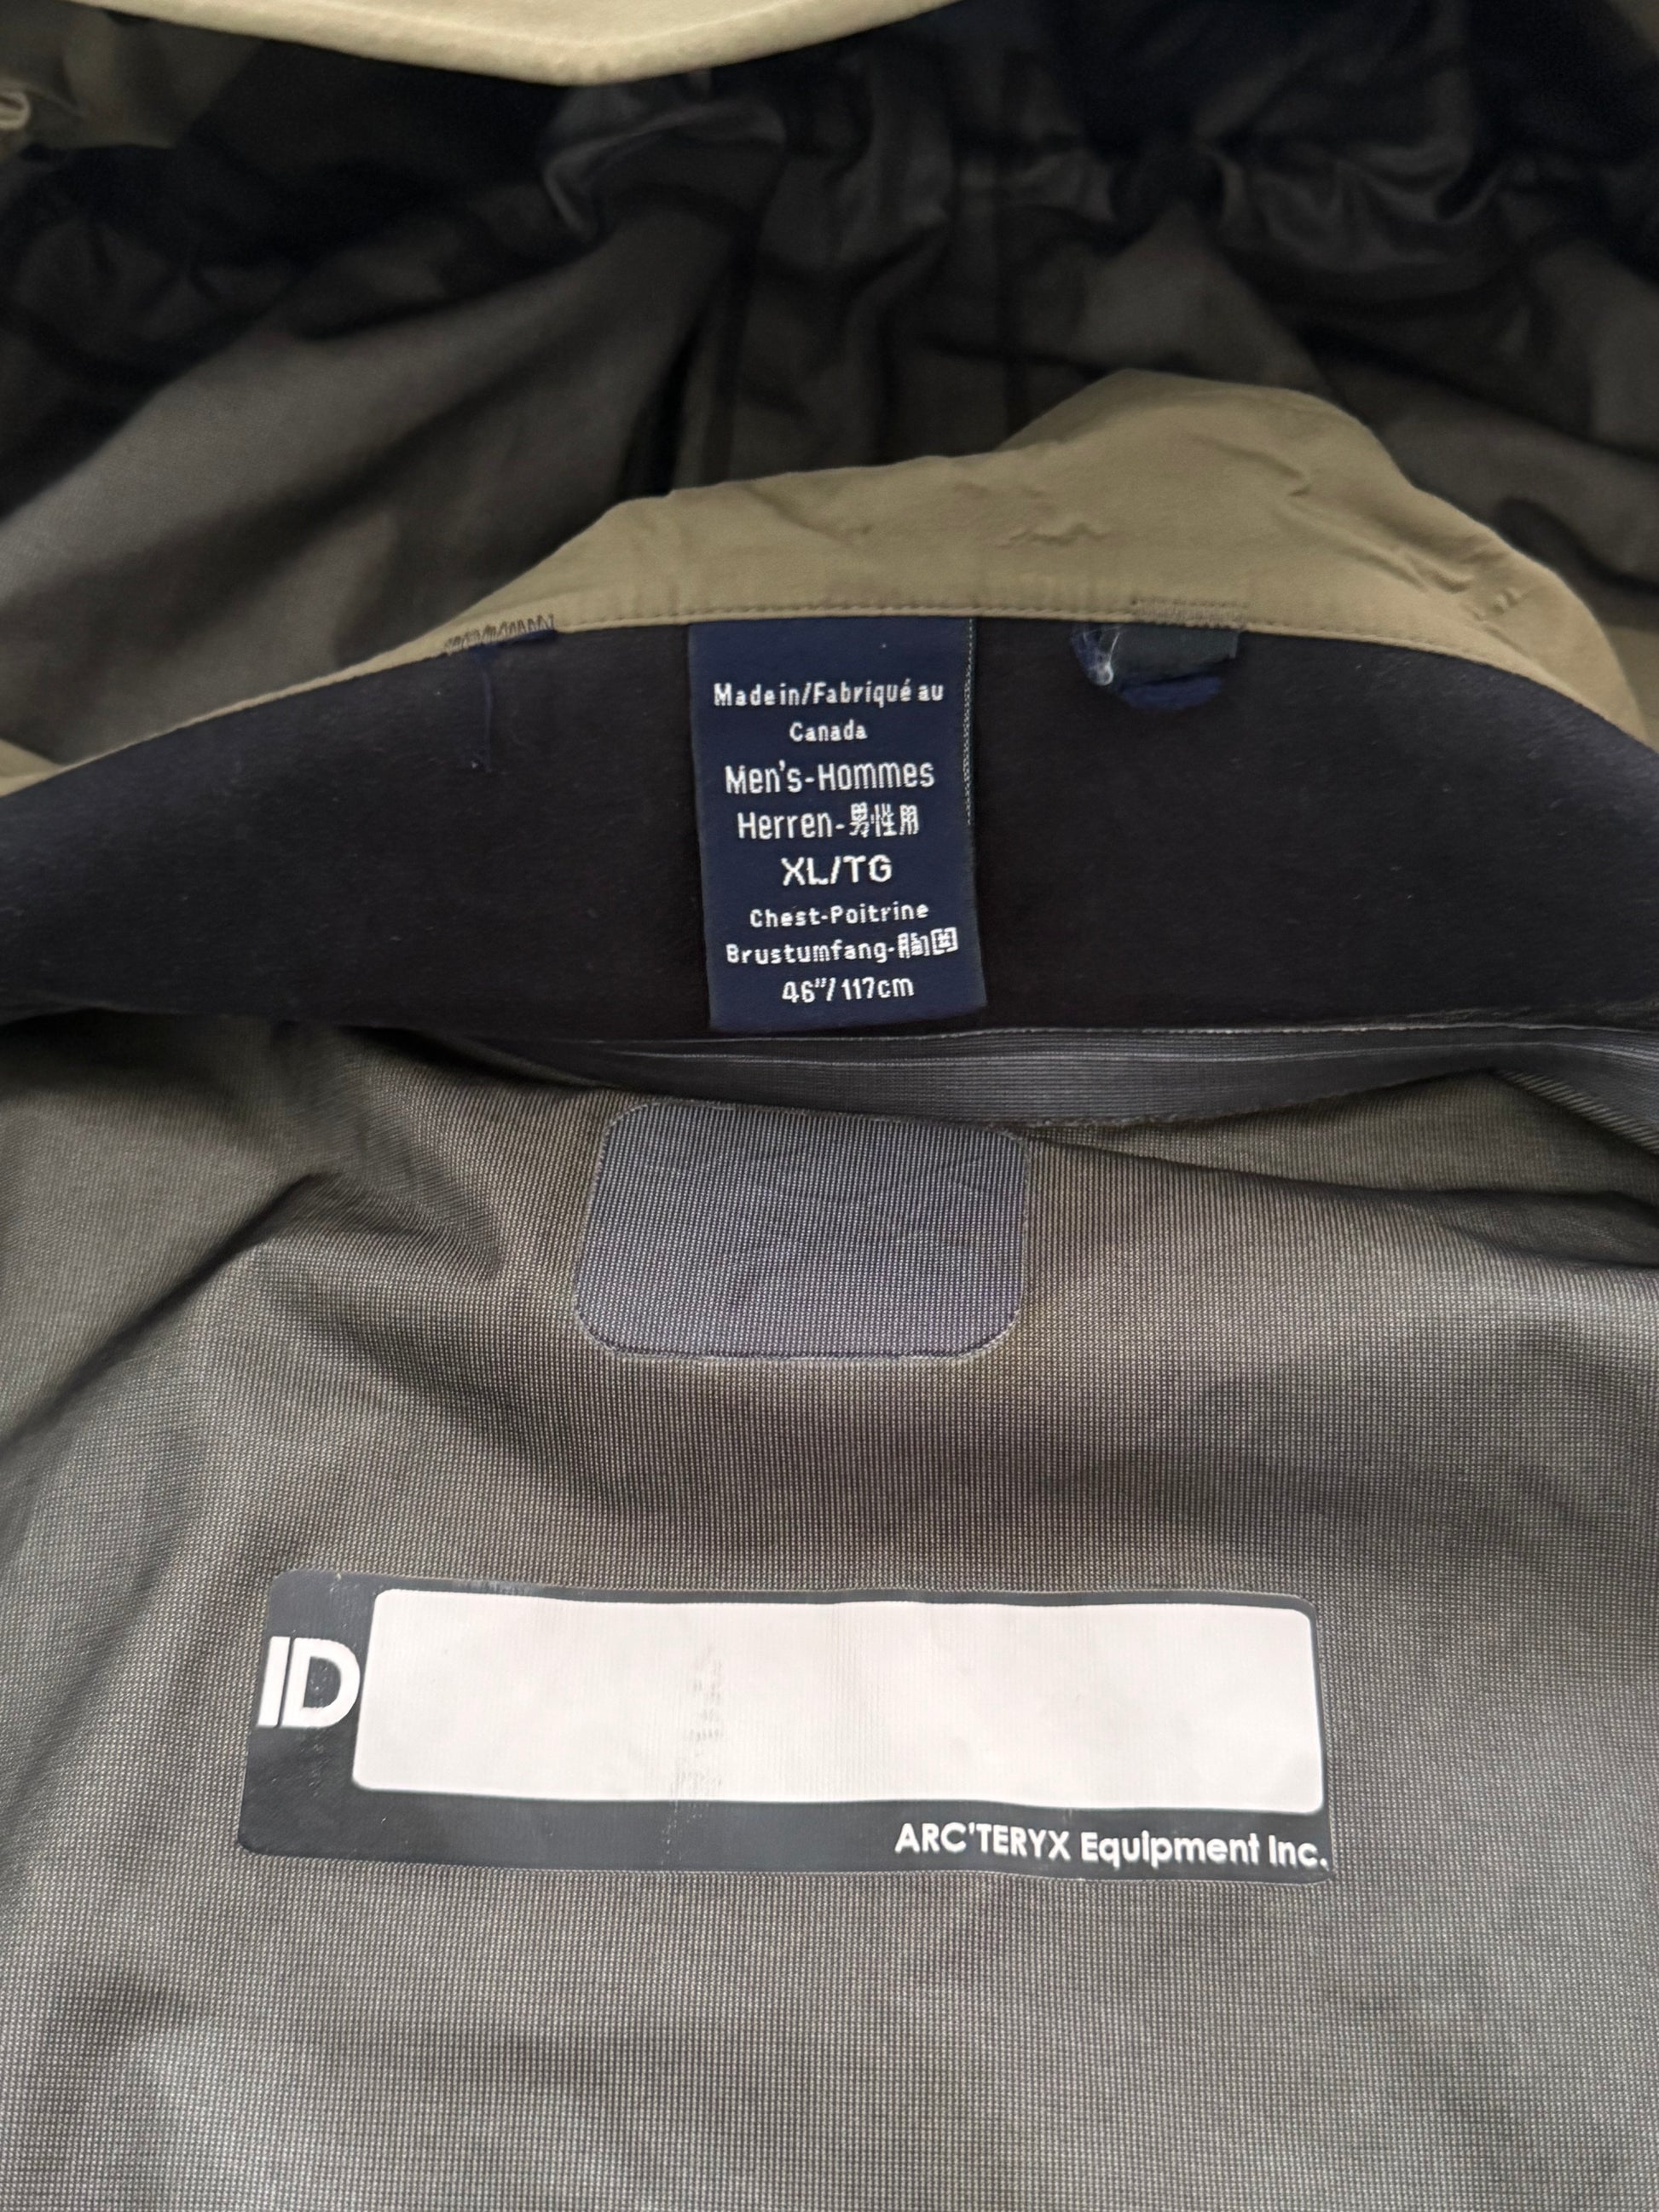 Made in/Fabriqué au
Canada
Men's-Hommes
Herren-男性用
XL/TG
Chest-Poitrine
Brustumfang-胸囲
46"/117cm
ID
ARC'TERYX Equipment Inc.